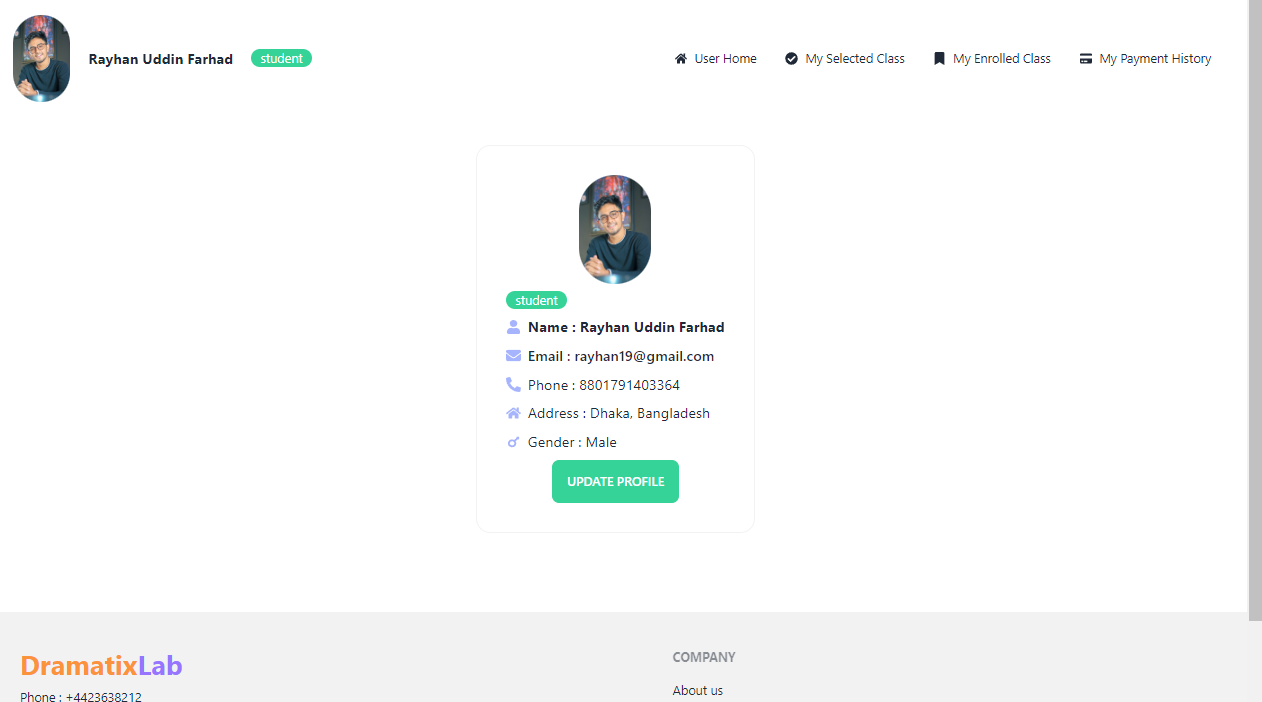 Rayhan Uddin Farhad student User Home My Selected Class My Enrolled Class My Payment History
student
Name : Rayhan Uddin Farhad
Email : rayhan19@gmail.com
Phone : 8801791403364
Address : Dhaka, Bangladesh
Gender : Male
UPDATE PROFILE
DramatixLab
Phone : +4423638212
COMPANY
About us